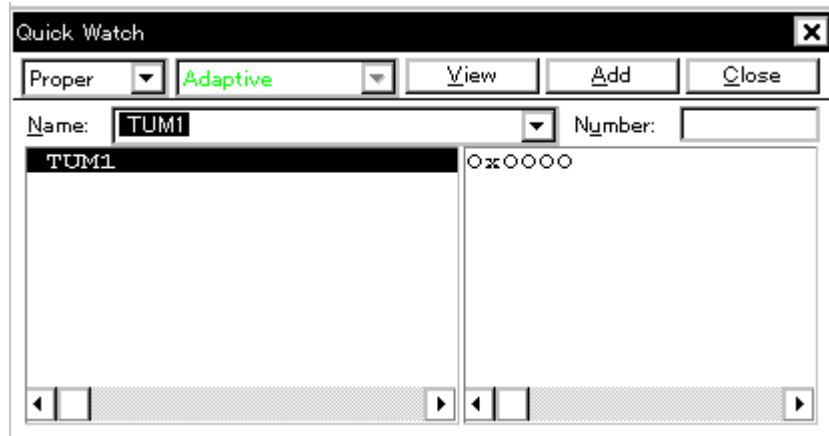 Quick Watch
Proper Adaptive View Add Close
Name: TUM1 Number:
TUM1 0x0000